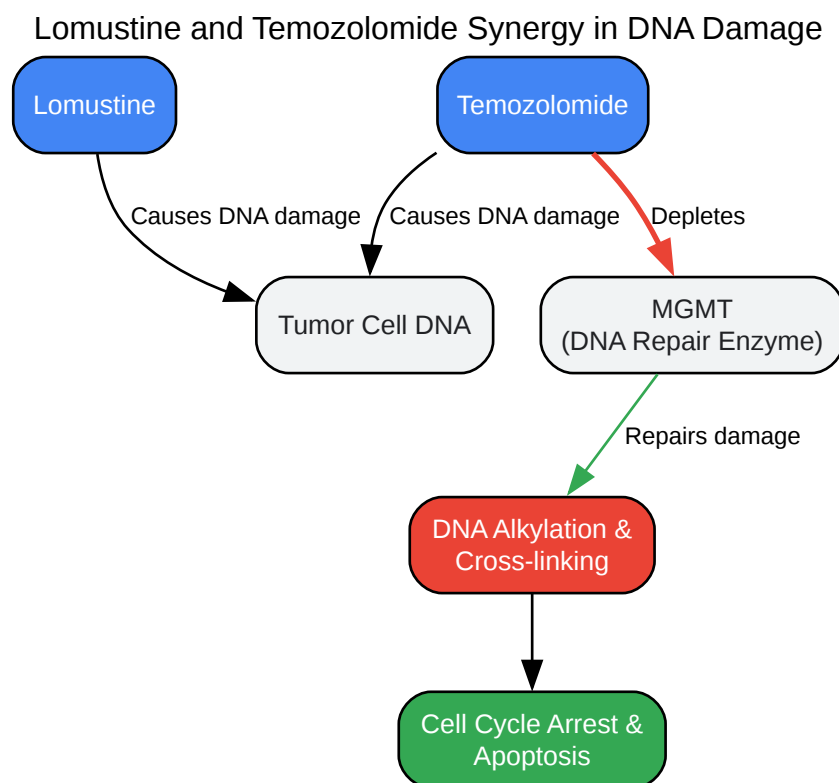 Lomustine and Temozolomide Synergy in DNA Damage
Lomustine
Temozolomide
Causes DNA damage
Causes DNA damage
Depletes
Tumor Cell DNA
MGMT
(DNA Repair Enzyme)
Repairs damage
DNA Alkylation &
Cross-linking
Cell Cycle Arrest &
Apoptosis